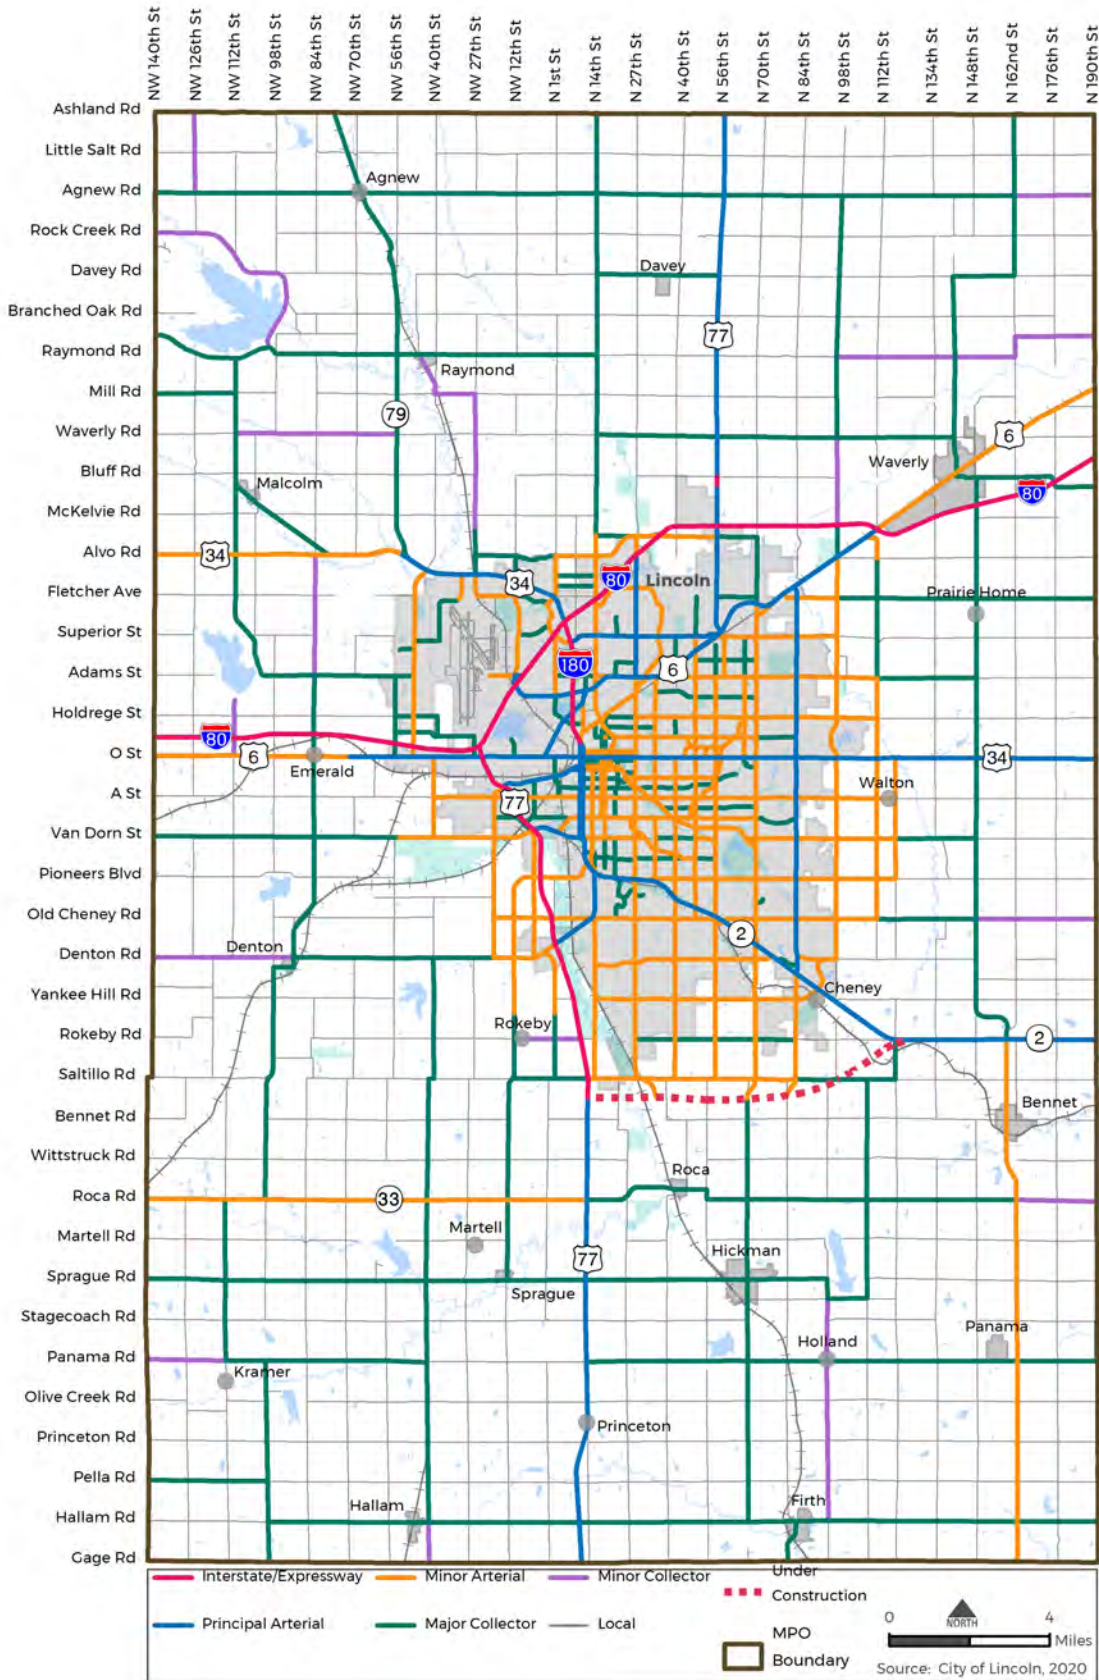 NW 140th St
NW 126th St
NW 112th St
NW 98th St
NW 84th St
NW 70th St
NW 56th St
NW 40th St
NW 27th St
NW 12th St
N 1st St
N 14th St
N 27th St
N 40th St
N 56th St
N 70th St
N 84th St
N 98th St
N 112th St
N 134th St
N 148th St
N 162nd St
N 176th St
N 190th St
Ashland Rd
Little Salt Rd
Agnew Rd
Agnew
Rock Creek Rd
Davey Rd
Davey
Branched Oak Rd
77
Raymond Rd
Raymond
Mill Rd
79
Waverly Rd
6
Waverly
Bluff Rd
Malcolm
80
McKelvie Rd
Alvo Rd
34
34
80
Lincoln
Fletcher Ave
Prairie Home
Superior St
180
6
Adams St
Holdrege St
80
O St
6
Emerald
34
A St
77
Walton
Van Dorn St
Pioneers Blvd
Old Cheney Rd
2
Denton
Denton Rd
Yankee Hill Rd
Cheney
Rokeby Rd
Rokeby
2
Saltillo Rd
Bennet Rd
Bennet
Wittstruck Rd
Roca
Roca Rd
33
Martell Rd
Martell
77
Hickman
Sprague Rd
Sprague
Stagecoach Rd
Panama
Holland
Panama Rd
Kramer
Olive Creek Rd
Princeton
Princeton Rd
Pella Rd
Hallam
Firth
Hallam Rd
Gage Rd
Interstate/Expressway
Minor Arterial
Minor Collector
Under
Construction
Principal Arterial
Major Collector
Local
MPO
Boundary
0
NORTH
4
Miles
Source: City of Lincoln, 2020